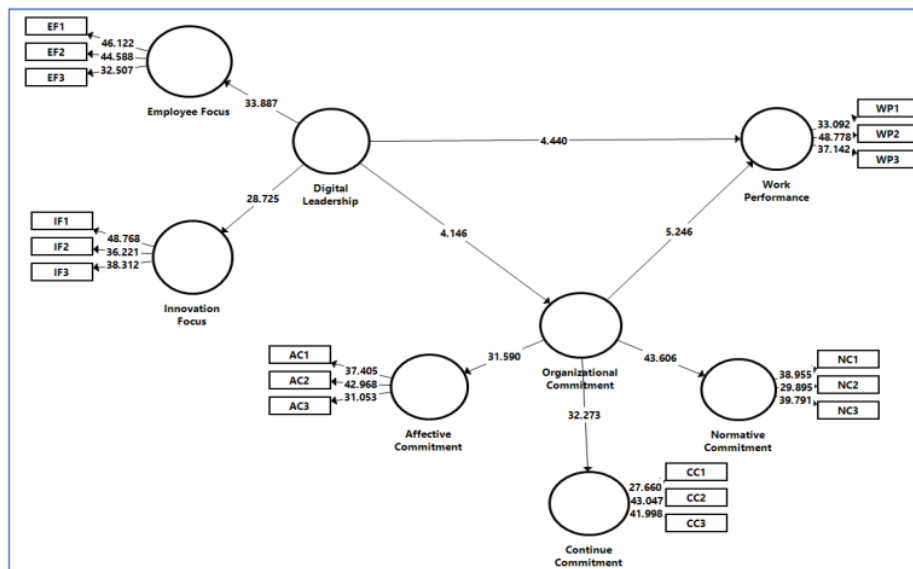 EF1
46.122
EF2
44.588
EF3
32.507
Employee Focus
33.887
Digital
Leadership
4.440
33.092
WP1
48.778
WP2
37.142
WP3
Work
Performance
28.725
IF1
48.768
IF2
36.221
IF3
38.312
Innovation
Focus
4.146
5.246
Organizational
Commitment
31.590
43.606
32.273
AC1
37.405
AC2
42.968
AC3
31.053
Affective
Commitment
NC1
38.955
NC2
29.895
NC3
39.791
Normative
Commitment
CC1
27.660
CC2
43.047
CC3
41.998
Continue
Commitment